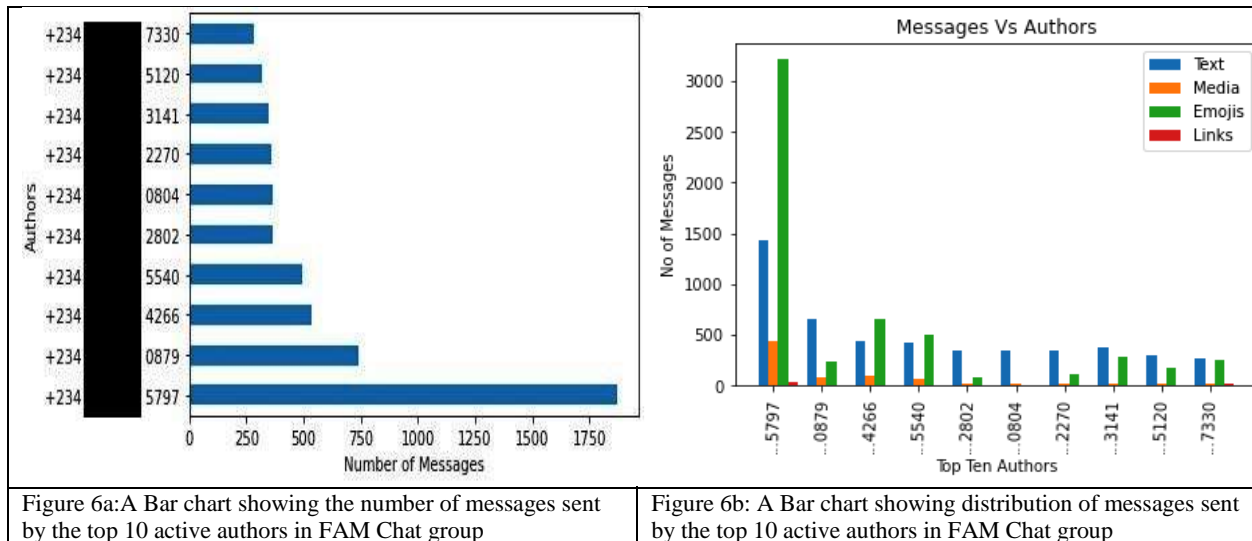 +234 7330
+234 5120
+234 3141
+234 2270
+234 0804
+234 2802
+234 5540
+234 4266
+234 0879
+234 5797
Authors
0 250 500 750 1000 1250 1500 1750
Number of Messages
Messages Vs Authors
Text
Media
Emojis
Links
3000
2500
2000
1500
1000
500
0
No of Messages
...5797
...0879
...4266
...5540
...2802
...0804
...2270
...3141
...5120
...7330
Top Ten Authors
Figure 6a:A Bar chart showing the number of messages sent
by the top 10 active authors in FAM Chat group
Figure 6b: A Bar chart showing distribution of messages sent
by the top 10 active authors in FAM Chat group